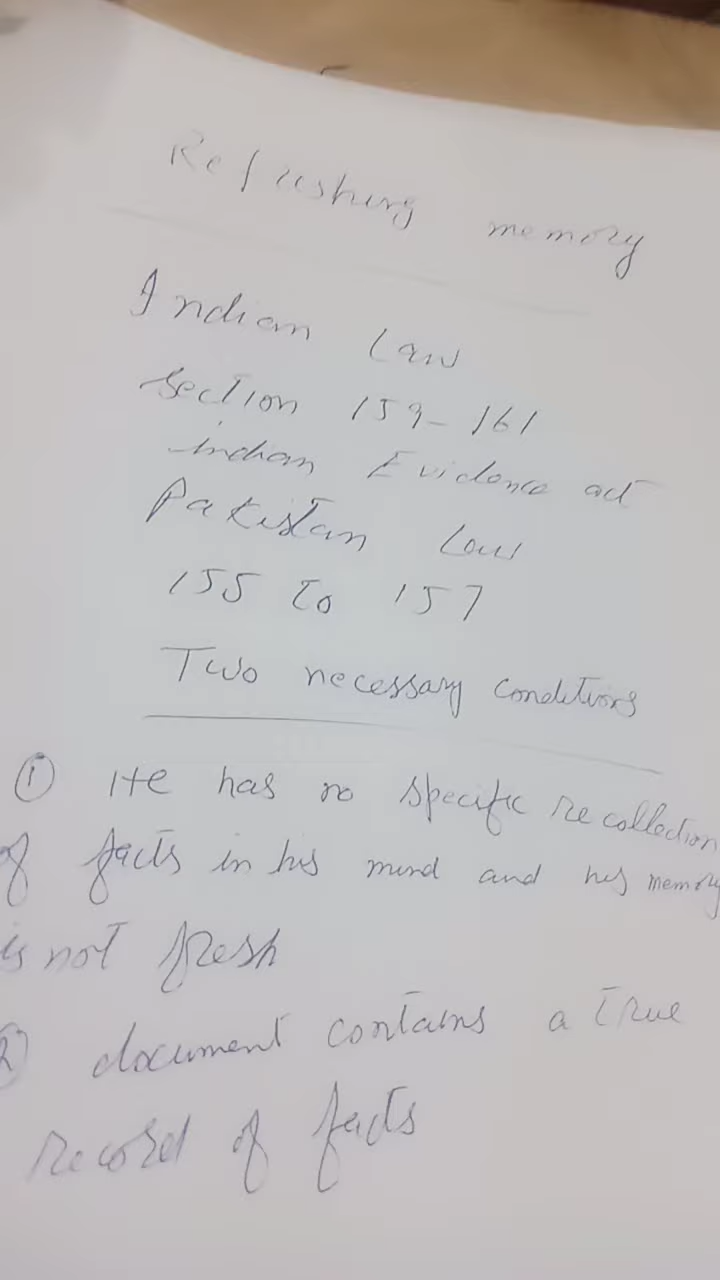 Refreshing memory
Indian Law
Section 159-161
Indian Evidence act
Pakistan Law
155 to 157
Two necessary conditions
① He has no specific recollection
of facts in his mind and his memory
is not fresh
② document contains a true
record of facts